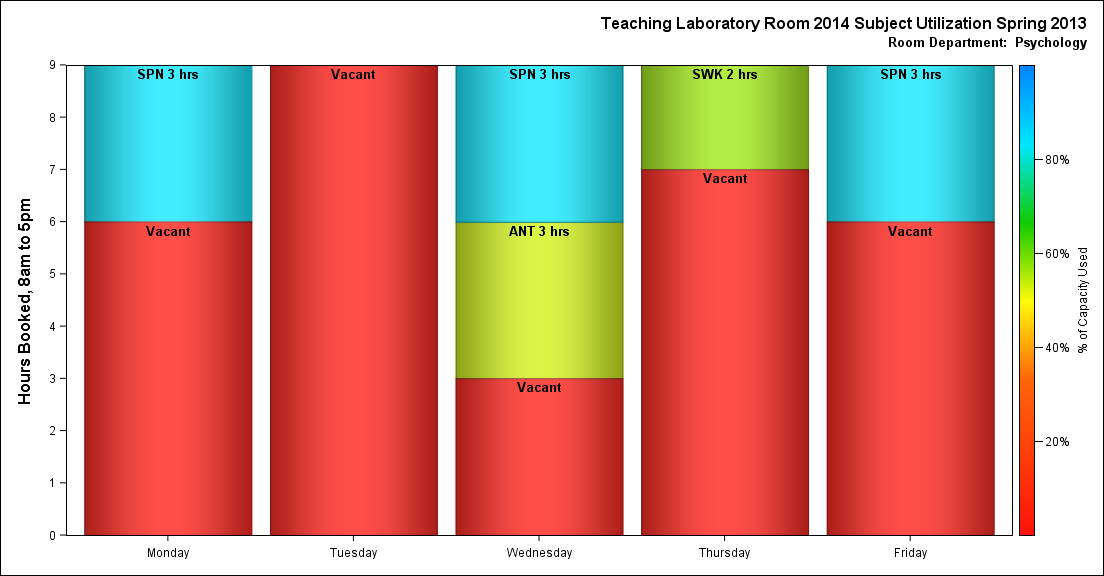 Teaching Laboratory Room 2014 Subject Utilization Spring 2013
Room Department:  Psychology
Hours Booked, 8am to 5pm
9
8
7
6
5
4
3
2
1
0
SPN 3 hrs
Vacant
Vacant
SPN 3 hrs
ANT 3 hrs
Vacant
SWK 2 hrs
Vacant
SPN 3 hrs
Vacant
Monday
Tuesday
Wednesday
Thursday
Friday
80%
60%
40%
20%
% of Capacity Used